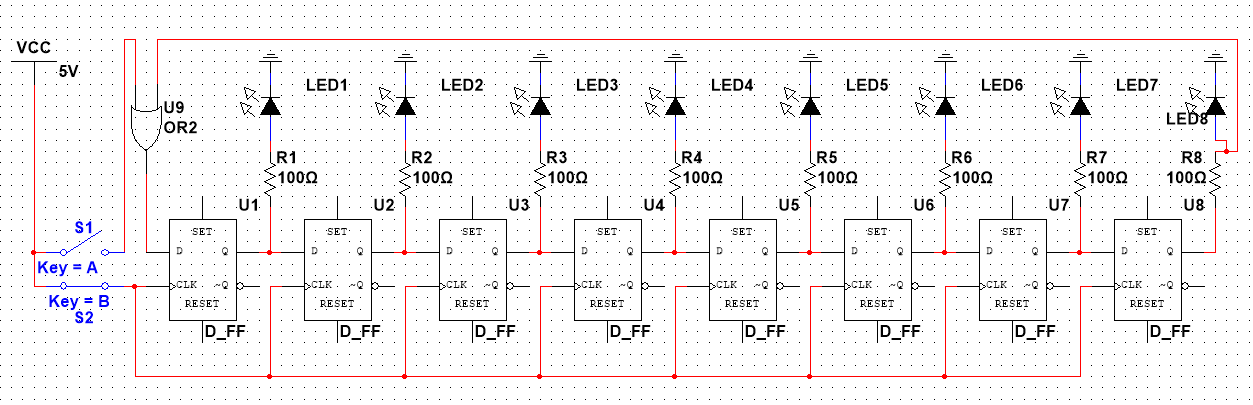 VCC
5V
U9
OR2
LED1
LED2
LED3
LED4
LED5
LED6
LED7
LED8
R1
100Ω
R2
100Ω
R3
100Ω
R4
100Ω
R5
100Ω
R6
100Ω
R7
100Ω
R8
100Ω
S1
Key = A
Key = B
S2
U1
SET
D Q
CLK ~Q
RESET
D_FF
U2
SET
D Q
CLK ~Q
RESET
D_FF
U3
SET
D Q
CLK ~Q
RESET
D_FF
U4
SET
D Q
CLK ~Q
RESET
D_FF
U5
SET
D Q
CLK ~Q
RESET
D_FF
U6
SET
D Q
CLK ~Q
RESET
D_FF
U7
SET
D Q
CLK ~Q
RESET
D_FF
U8
SET
D Q
CLK ~Q
RESET
D_FF